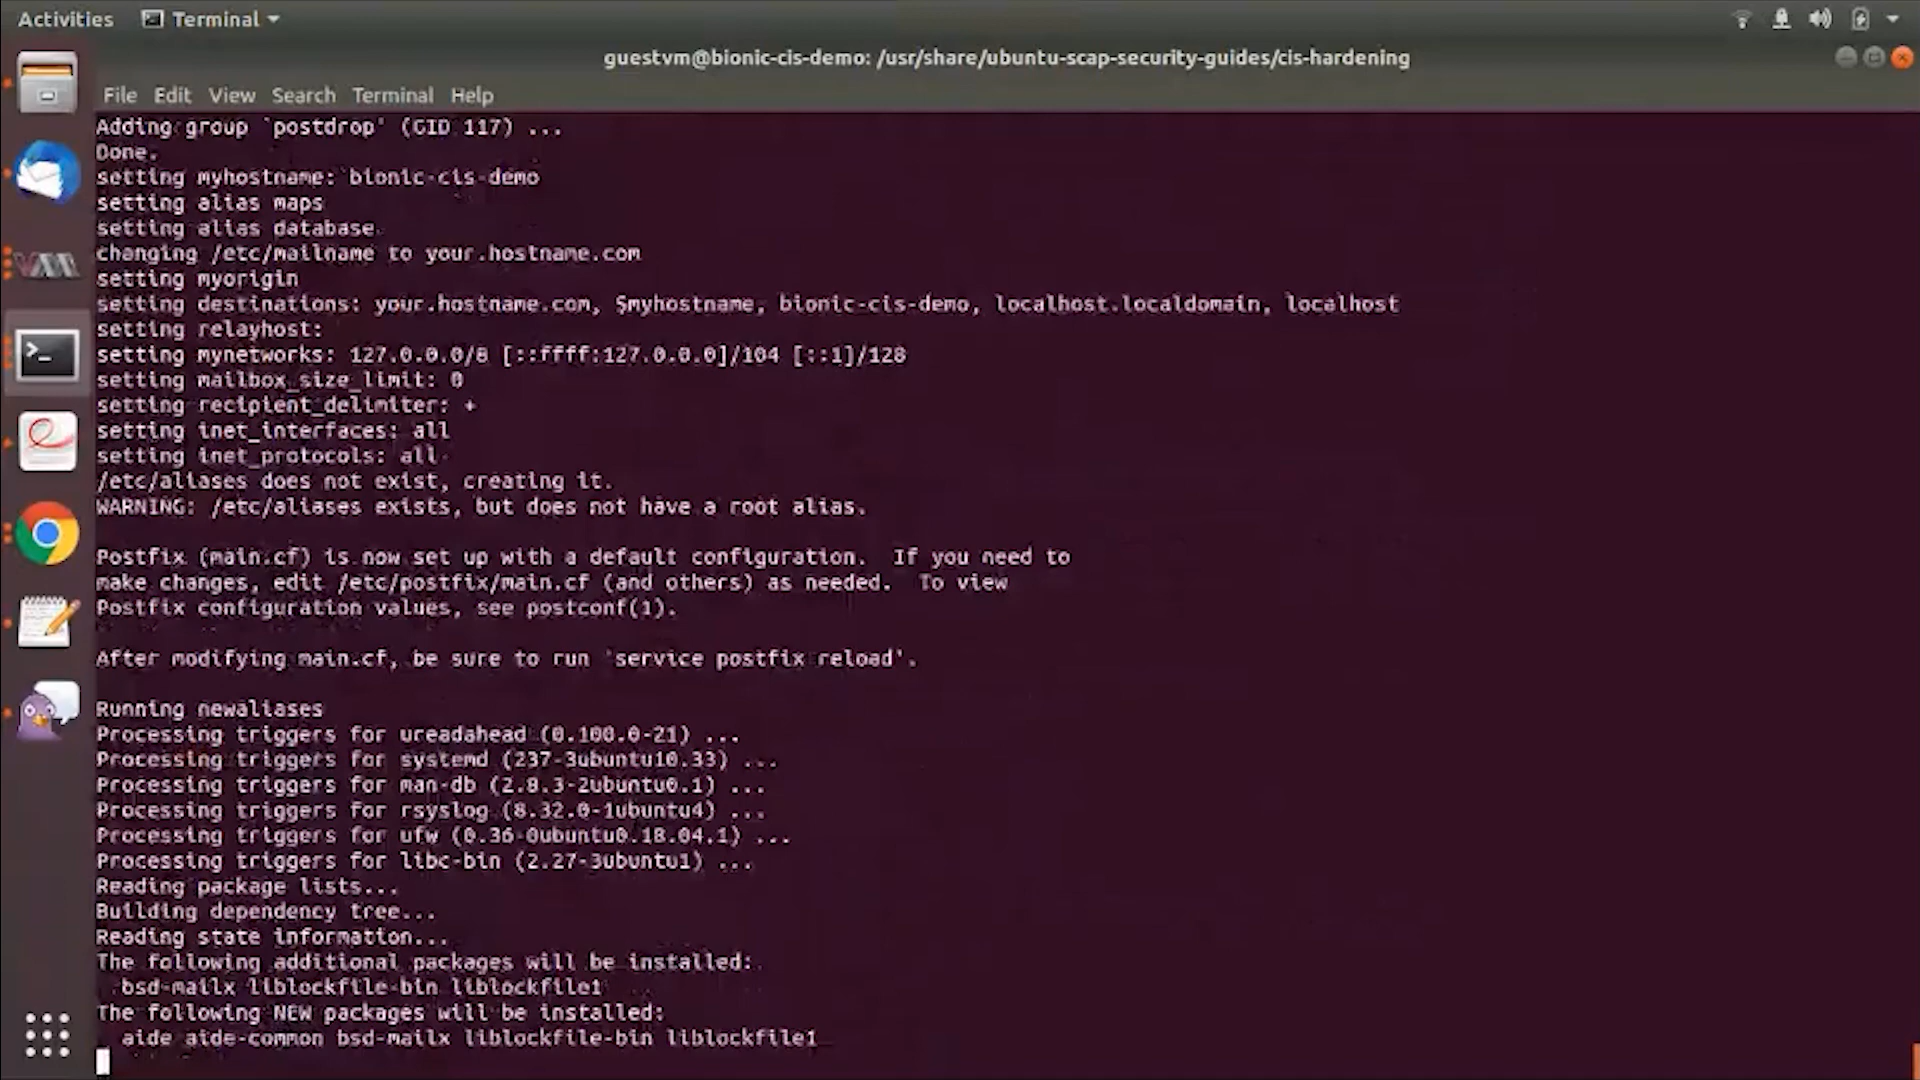 Activities
Terminal
guestvm@bionic-cis-demo: /usr/share/ubuntu-scap-security-guides/cis-hardening
File Edit View Search Terminal Help
Adding group `postdrop' (GID 117) ...
Done.
setting myhostname: bionic-cis-demo
setting alias maps
setting alias database
changing /etc/mailname to your.hostname.com
setting myorigin
setting destinations: your.hostname.com, $myhostname, bionic-cis-demo, localhost.localdomain, localhost
setting relayhost:
setting mynetworks: 127.0.0.0/8 [::ffff:127.0.0.0]/104 [::1]/128
setting mailbox_size_limit: 0
setting recipient_delimiter: +
setting inet_interfaces: all
setting inet_protocols: all
/etc/aliases does not exist, creating it.
WARNING: /etc/aliases exists, but does not have a root alias.
Postfix (main.cf) is now set up with a default configuration.  If you need to
make changes, edit /etc/postfix/main.cf (and others) as needed.  To view
Postfix configuration values, see postconf(1).
After modifying main.cf, be sure to run 'service postfix reload'.
Running newaliases
Processing triggers for ureadahead (0.100.0-21) ...
Processing triggers for systemd (237-3ubuntu10.33) ...
Processing triggers for man-db (2.8.3-2ubuntu0.1) ...
Processing triggers for rsyslog (8.32.0-1ubuntu4) ...
Processing triggers for ufw (0.36-0ubuntu0.18.04.1) ...
Processing triggers for libc-bin (2.27-3ubuntu1) ...
Reading package lists...
Building dependency tree...
Reading state information...
The following additional packages will be installed:
bsd-mailx liblockfile-bin liblockfile1
The following NEW packages will be installed:
aide aide-common bsd-mailx liblockfile-bin liblockfile1